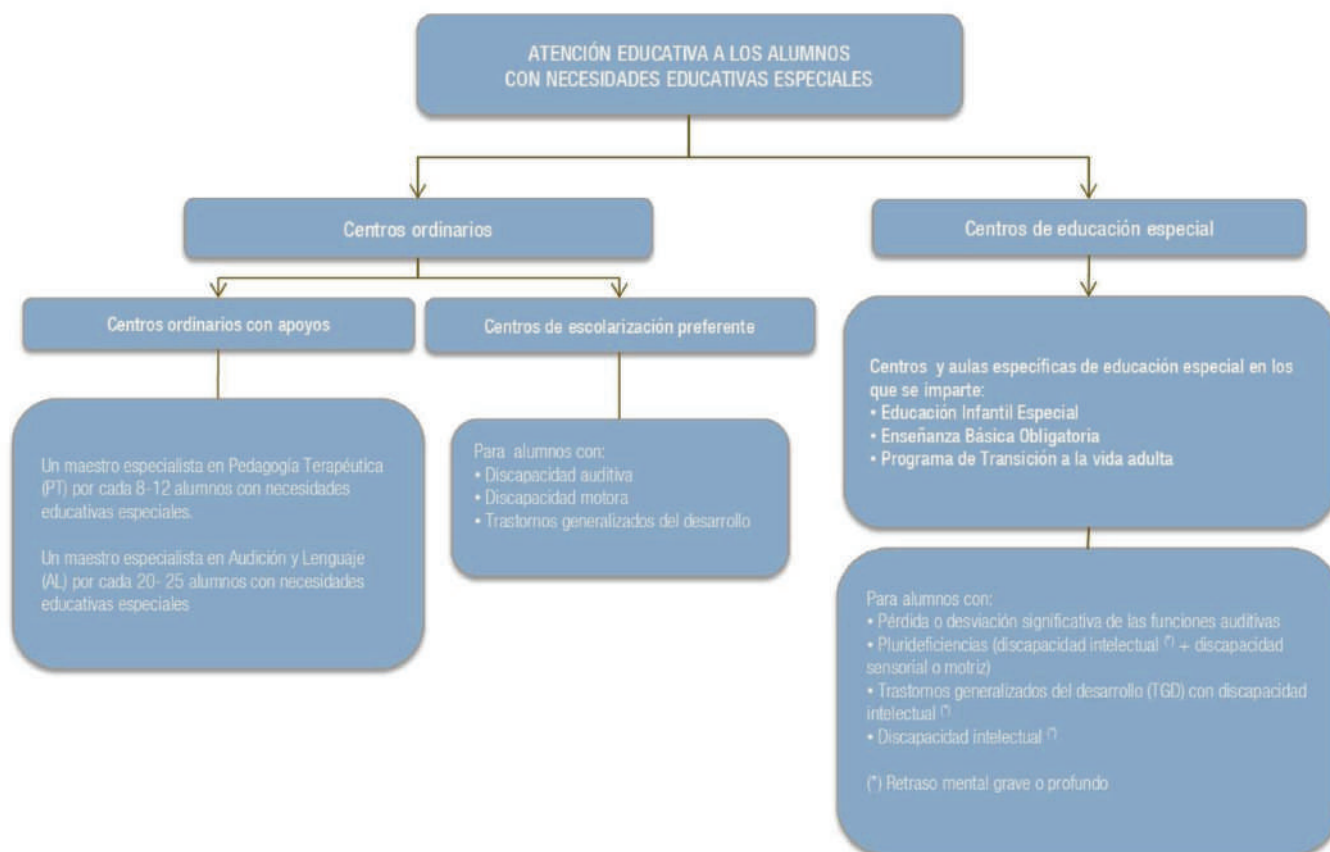 ATENCIÓN EDUCATIVA A LOS ALUMNOS
CON NECESIDADES EDUCATIVAS ESPECIALES
Centros ordinarios
Centros de educación especial
Centros ordinarios con apoyos
Centros de escolarización preferente
Un maestro especialista en Pedagogía Terapéutica
(PT) por cada 8-12 alumnos con necesidades
educativas especiales.
Un maestro especialista en Audición y Lenguaje
(AL) por cada 20- 25 alumnos con necesidades
educativas especiales
Para alumnos con:
• Discapacidad auditiva
• Discapacidad motora
• Trastornos generalizados del desarrollo
Centros y aulas específicas de educación especial en los
que se imparte:
• Educación Infantil Especial
• Enseñanza Básica Obligatoria
• Programa de Transición a la vida adulta
Para alumnos con:
• Pérdida o desviación significativa de las funciones auditivas
• Plurideficiencias (discapacidad intelectual (*) + discapacidad
sensorial o motriz)
• Trastornos generalizados del desarrollo (TGD) con discapacidad
intelectual (*)
• Discapacidad intelectual (*)
(*) Retraso mental grave o profundo